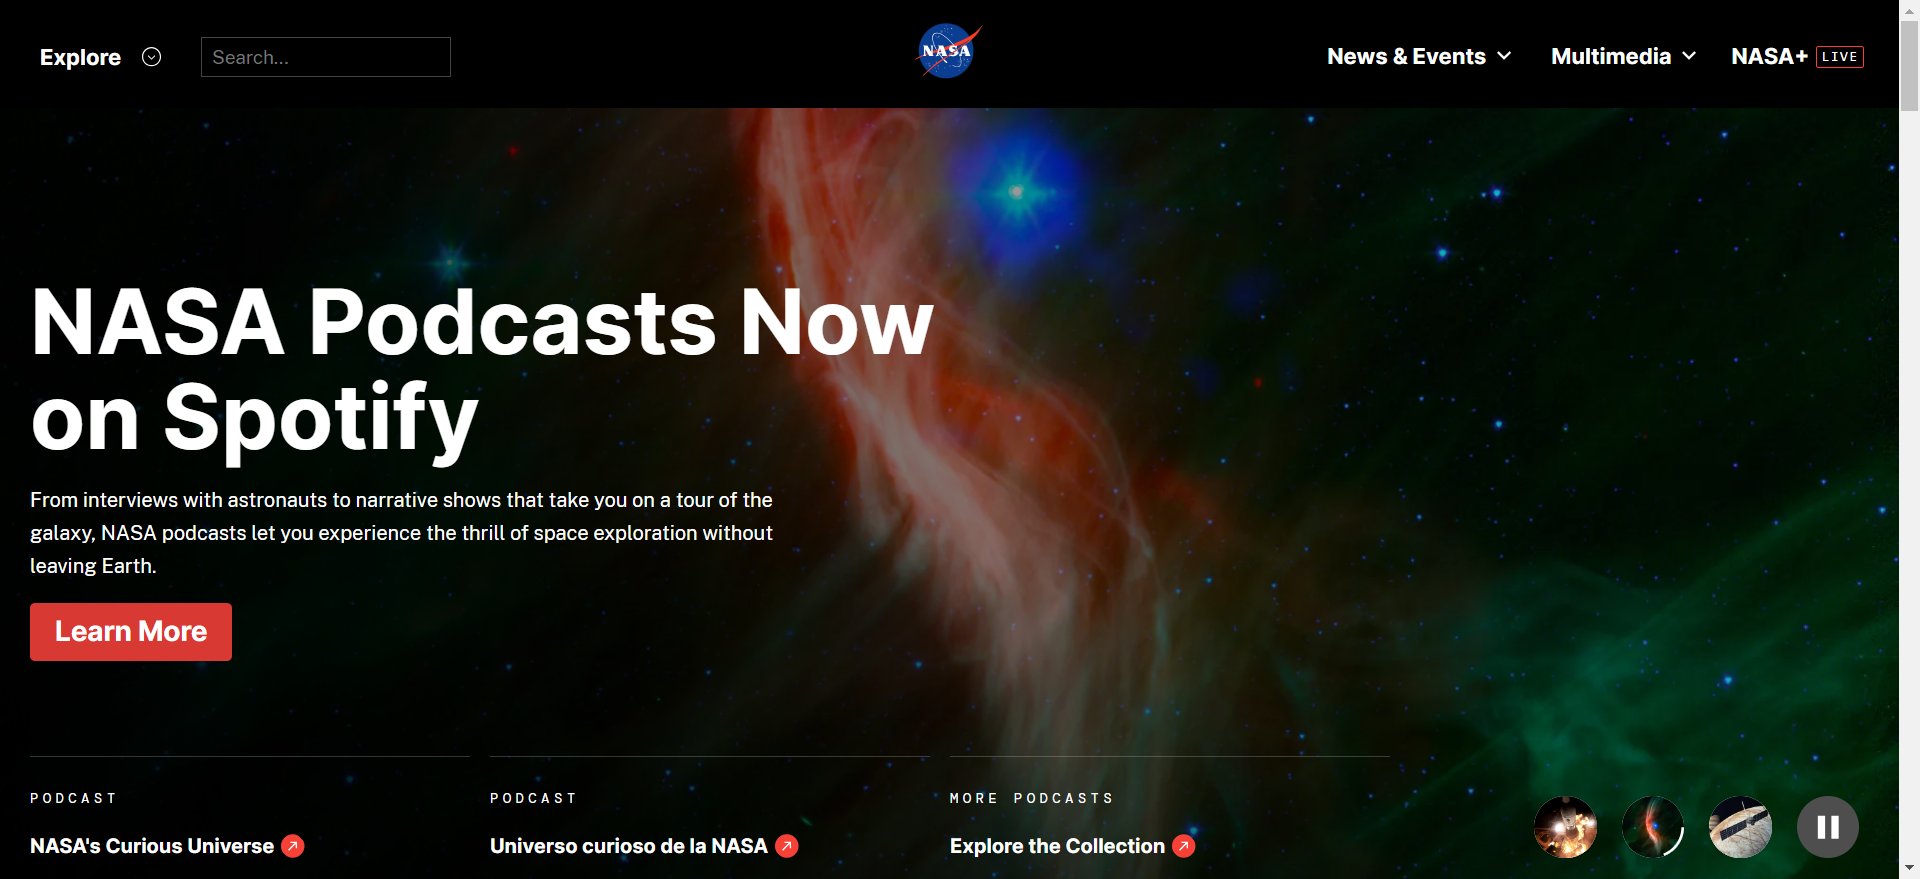 Explore
Search...
NASA
News & Events
Multimedia
NASA+ LIVE
NASA Podcasts Now
on Spotify
From interviews with astronauts to narrative shows that take you on a tour of the
galaxy, NASA podcasts let you experience the thrill of space exploration without
leaving Earth.
Learn More
PODCAST
NASA's Curious Universe
PODCAST
Universo curioso de la NASA
MORE PODCASTS
Explore the Collection